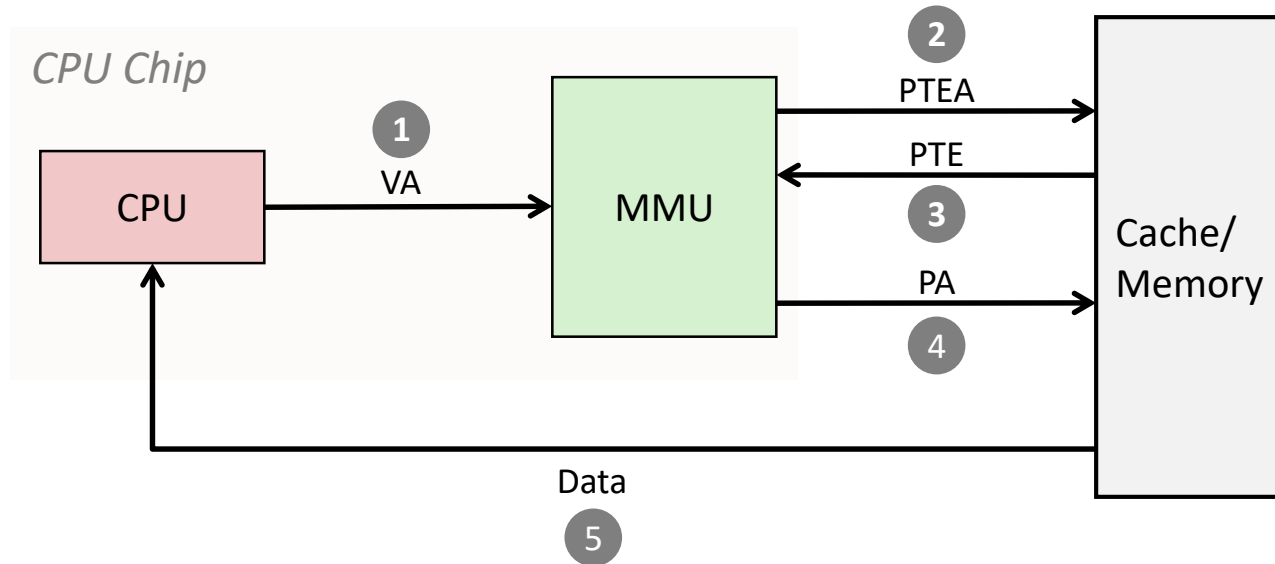 CPU Chip
2
PTEA
1
VA
PTE
CPU
MMU
3
Cache/
Memory
PA
4
Data
5